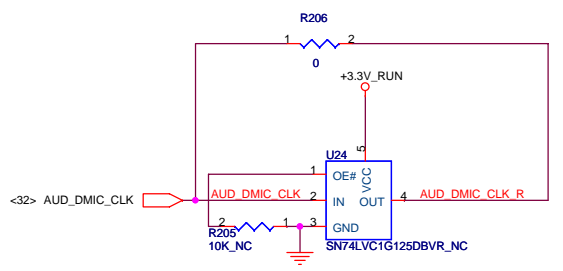 R206
1
2
0
+3.3V_RUN
5
U24
1
OE#
VCC
<32> AUD_DMIC_CLK
AUD_DMIC_CLK
2
IN
OUT
4
AUD_DMIC_CLK_R
2
1
3
GND
R205
10K_NC
SN74LVC1G125DBVR_NC